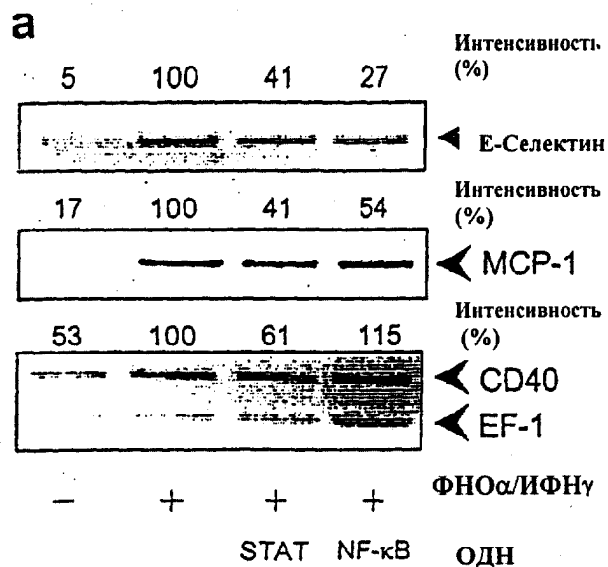 a
Интенсивность
(%)
5 100 41 27
Е-Селектин
Интенсивность
(%)
17 100 41 54
MCP-1
Интенсивность
(%)
53 100 61 115
CD40
EF-1
ФНОα/ИФНγ
− + + +
STAT NF-κB ОДН